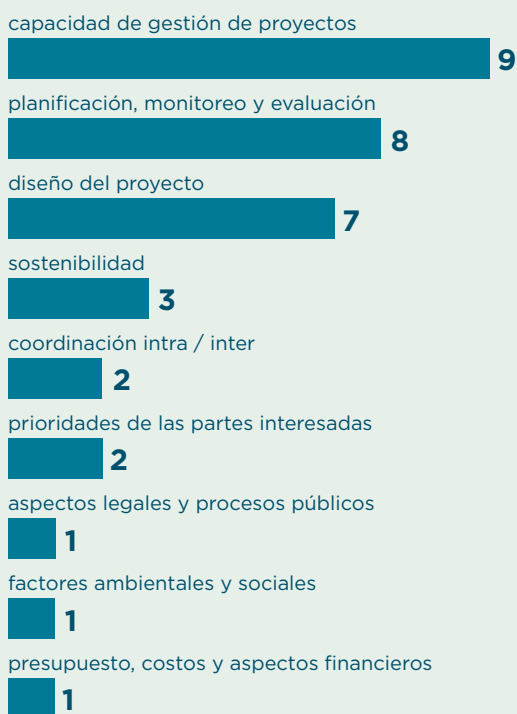 capacidad de gestión de proyectos
9
planificación, monitoreo y evaluación
8
diseño del proyecto
7
sostenibilidad
3
coordinación intra / inter
2
prioridades de las partes interesadas
2
aspectos legales y procesos públicos
1
factores ambientales y sociales
1
presupuesto, costos y aspectos financieros
1